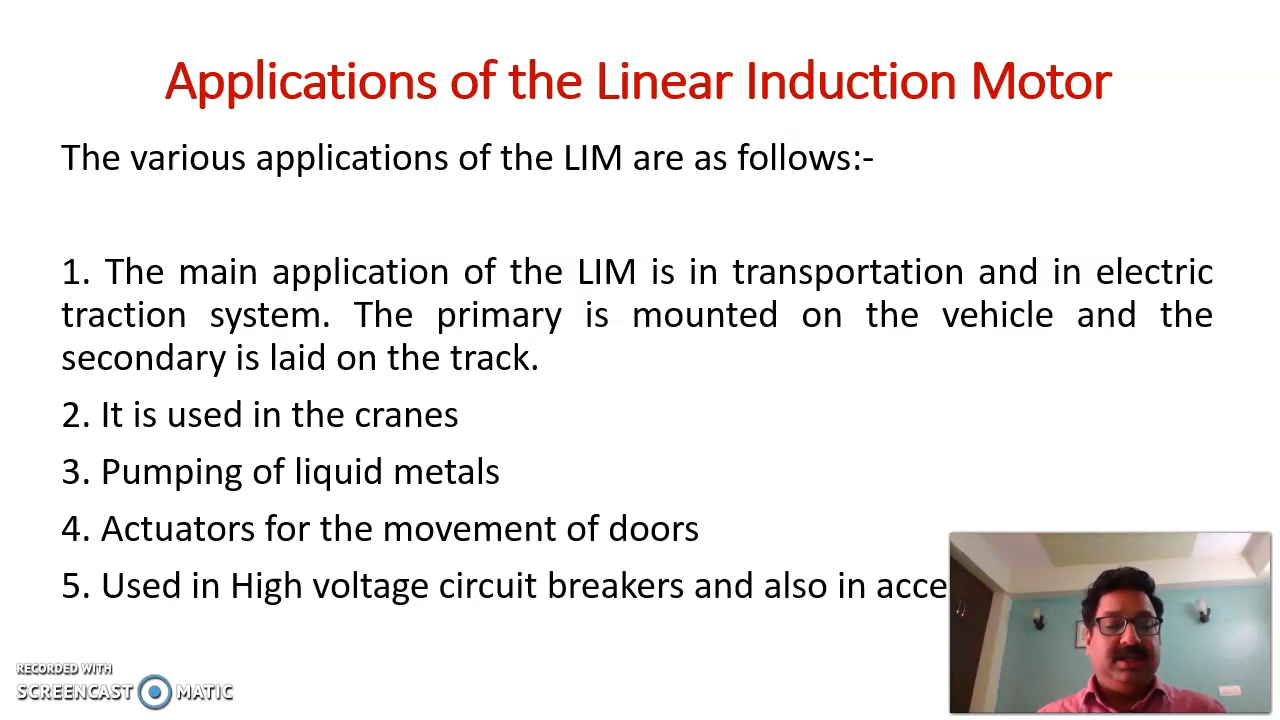 Applications of the Linear Induction Motor
The various applications of the LIM are as follows:-
1. The main application of the LIM is in transportation and in electric
traction system. The primary is mounted on the vehicle and the
secondary is laid on the track.
2. It is used in the cranes
3. Pumping of liquid metals
4. Actuators for the movement of doors
5. Used in High voltage circuit breakers and also in acce
RECORDED WITH
SCREENCAST MATIC